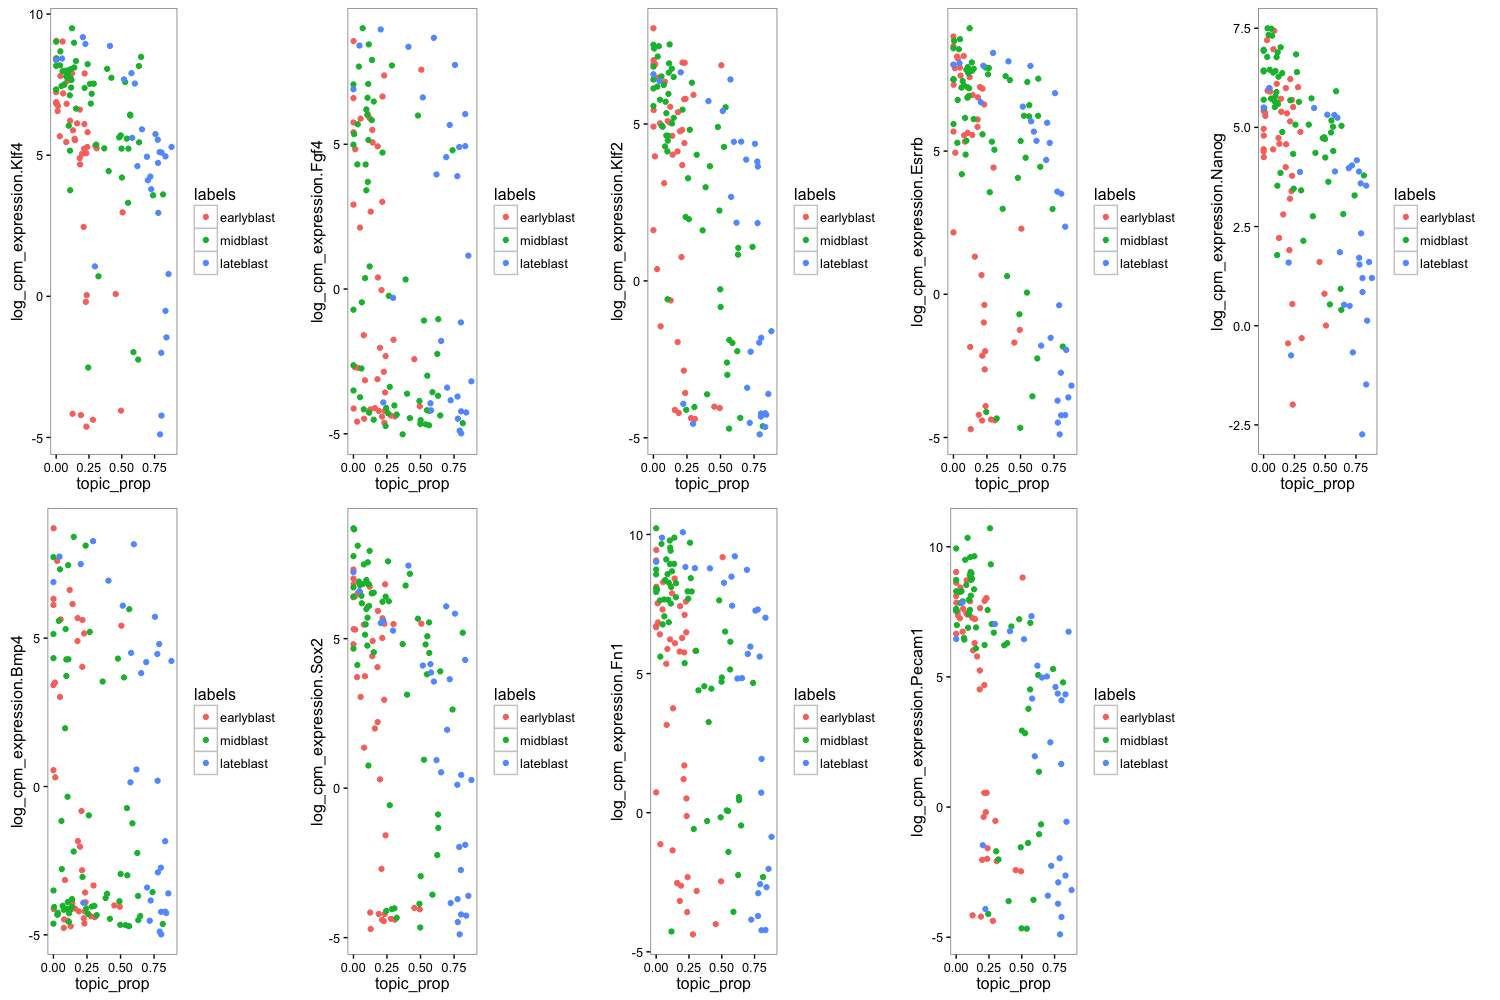 log_cpm_expression.Klf4
10
5
0
-5
0.00 0.25 0.50 0.75
topic_prop
labels
earlyblast
midblast
lateblast
log_cpm_expression.Fgf4
5
0
-5
0.00 0.25 0.50 0.75
topic_prop
labels
earlyblast
midblast
lateblast
log_cpm_expression.Klf2
5
0
-5
0.00 0.25 0.50 0.75
topic_prop
labels
earlyblast
midblast
lateblast
log_cpm_expression.Esrrb
5
0
-5
0.00 0.25 0.50 0.75
topic_prop
labels
earlyblast
midblast
lateblast
log_cpm_expression.Nanog
7.5
5.0
2.5
0.0
-2.5
0.00 0.25 0.50 0.75
topic_prop
labels
earlyblast
midblast
lateblast
log_cpm_expression.Bmp4
5
0
-5
0.00 0.25 0.50 0.75
topic_prop
labels
earlyblast
midblast
lateblast
log_cpm_expression.Sox2
5
0
-5
0.00 0.25 0.50 0.75
topic_prop
labels
earlyblast
midblast
lateblast
log_cpm_expression.Fn1
10
5
0
-5
0.00 0.25 0.50 0.75
topic_prop
labels
earlyblast
midblast
lateblast
log_cpm_expression.Pecam1
10
5
0
-5
0.00 0.25 0.50 0.75
topic_prop
labels
earlyblast
midblast
lateblast